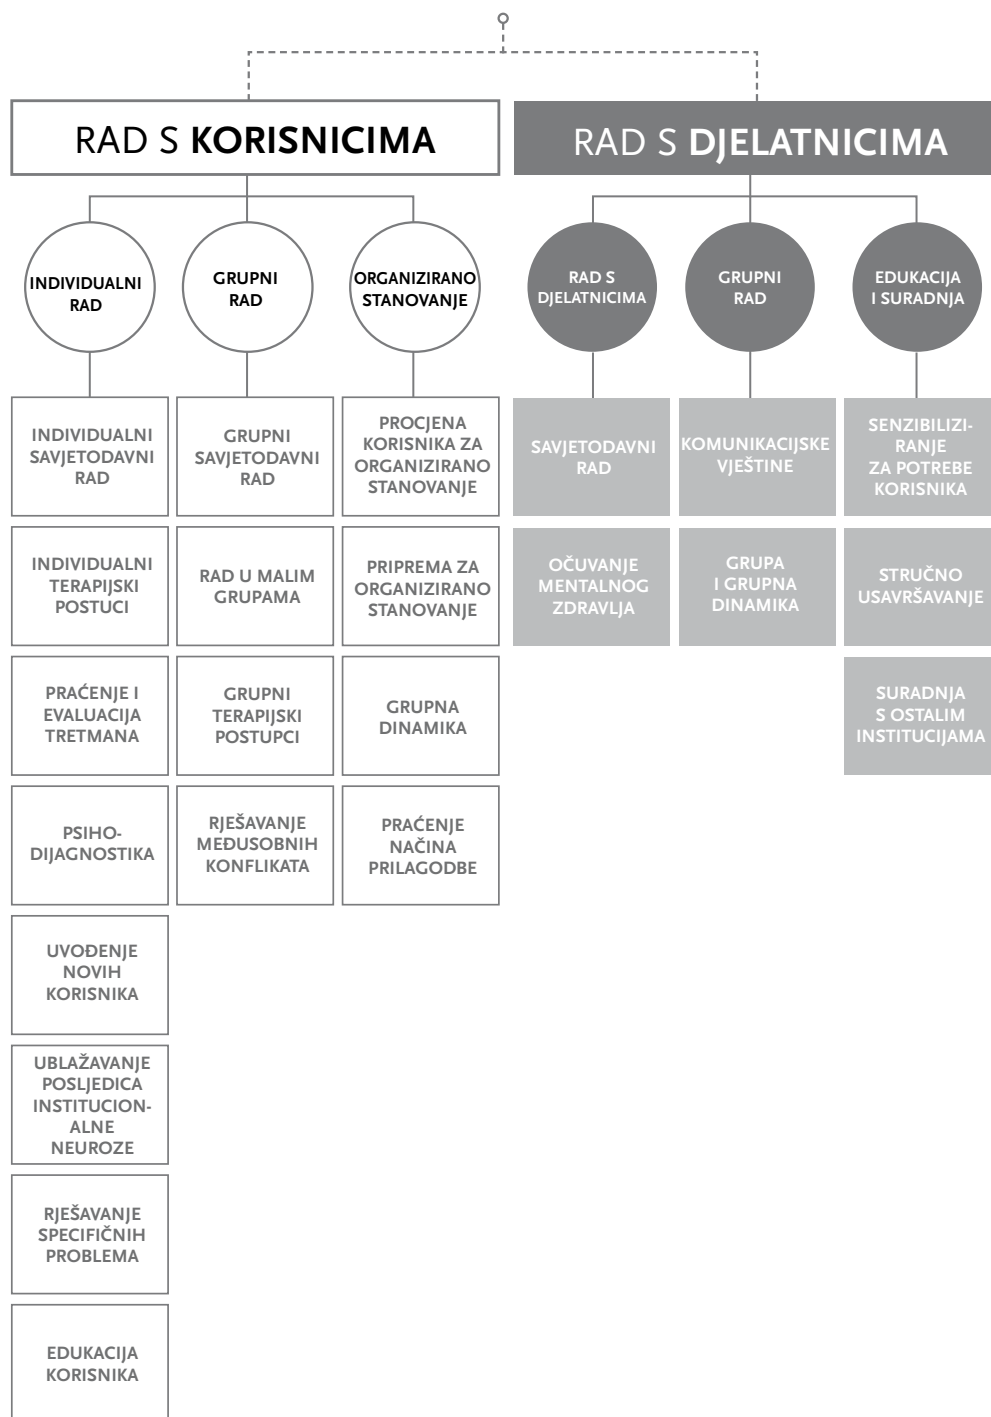 RAD S KORISNICIMA
INDIVIDUALNI
RAD
GRUPNI
RAD
ORGANIZIRANO
STANOVANJE
INDIVIDUALNI
SAVJETODAVNI
RAD
INDIVIDUALNI
TERAPIJSKI
POSTUCI
PRAĆENJE I
EVALUACIJA
TRETMANA
PSIHO-
DIJAGNOSTIKA
UVOĐENJE
NOVIH
KORISNIKA
UBLAŽAVANJE
POSLJEDICA
INSTITUCION-
ALNE
NEUROZE
RJEŠAVANJE
SPECIFIČNIH
PROBLEMA
EDUKACIJA
KORISNIKA
GRUPNI
SAVJETODAVNI
RAD
RAD U MALIM
GRUPAMA
GRUPNI
TERAPIJSKI
POSTUPCI
RJEŠAVANJE
MEĐUSOBNIH
KONFLIKATA
PROCJENA
KORISNIKA ZA
ORGANIZIRANO
STANOVANJE
PRIPREMA ZA
ORGANIZIRANO
STANOVANJE
GRUPNA
DINAMIKA
PRAĆENJE
NAČINA
PRILAGODBE
RAD S DJELATNICIMA
RAD S
DJELATNICIMA
GRUPNI
RAD
EDUKACIJA
I SURADNJA
SAVJETODAVNI
RAD
OČUVANJE
MENTALNOG
ZDRAVLJA
KOMUNIKACIJSKE
VJEŠTINE
GRUPA
I GRUPNA
DINAMIKA
SENZIBILIZI-
RANJE
ZA POTREBE
KORISNIKA
STRUČNO
USAVRŠAVANJE
SURADNJA
S OSTALIM
INSTITUCIJAMA